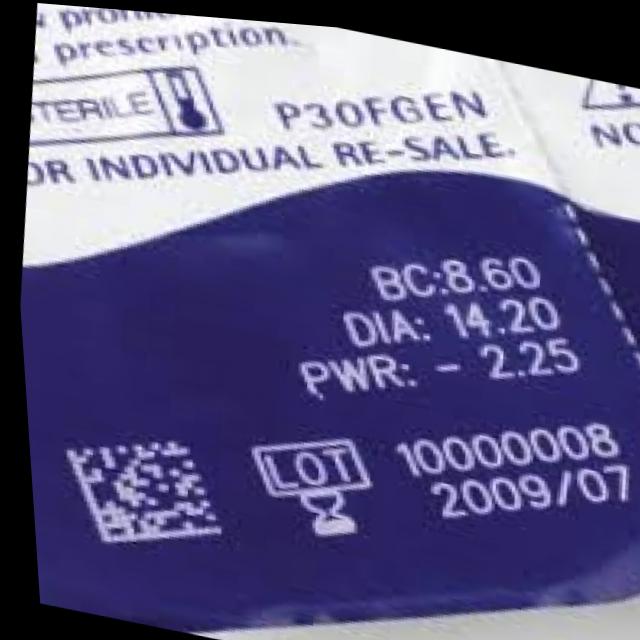 prescription.
STERILE
P30FGEN
OR INDIVIDUAL RE-SALE.
NO
BC:8.60
DIA: 14.20
PWR: - 2.25
LOT 10000008
2009/07